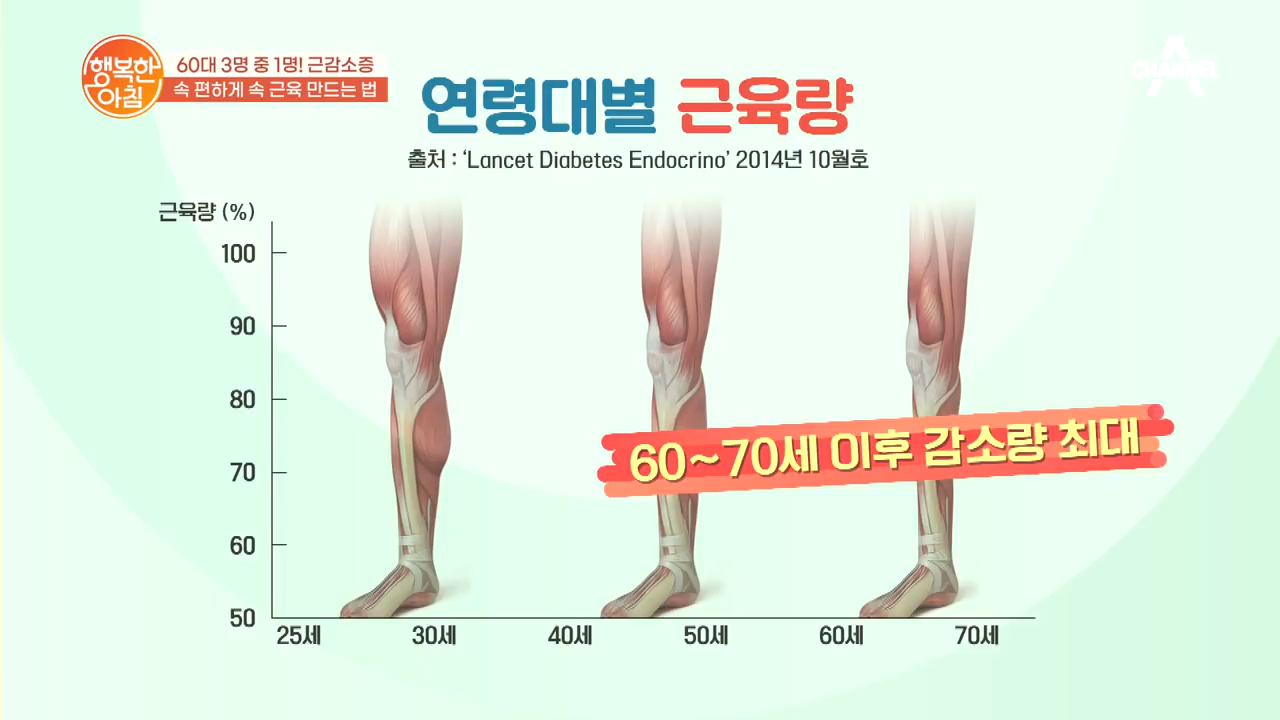 행복한
아침
60대 3명 중 1명! 근감소증
속 편하게 속 근육 만드는 법
CHANNEL A
연령대별 근육량
출처 : ‘Lancet Diabetes Endocrino’ 2014년 10월호
근육량 (%)
100
90
80
70
60
50
60~70세 이후 감소량 최대
25세 30세 40세 50세 60세 70세